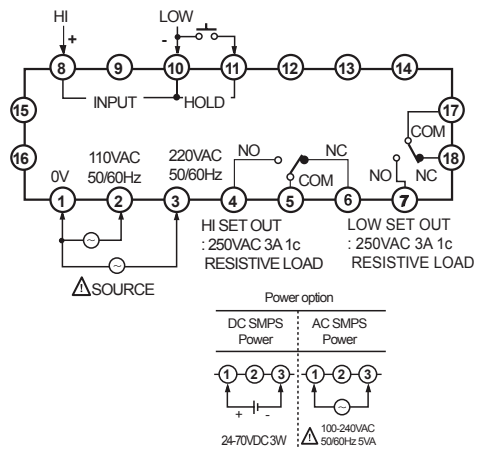 HI LOW
+ -
8 9 10 11 12 13 14
INPUT HOLD
15 17
COM
16 18
0V 110VAC 50/60Hz 220VAC 50/60Hz NO NC NO NC
COM
1 2 3 4 5 6 7
HI SET OUT
: 250VAC 3A 1c
RESISTIVE LOAD
LOW SET OUT
: 250VAC 3A 1c
RESISTIVE LOAD
~
~
! SOURCE
Power option
DC SMPS
Power
AC SMPS
Power
1 2 3 1 2 3
+ - ~
24-70VDC 3W
! 100-240VAC
50/60Hz 5VA